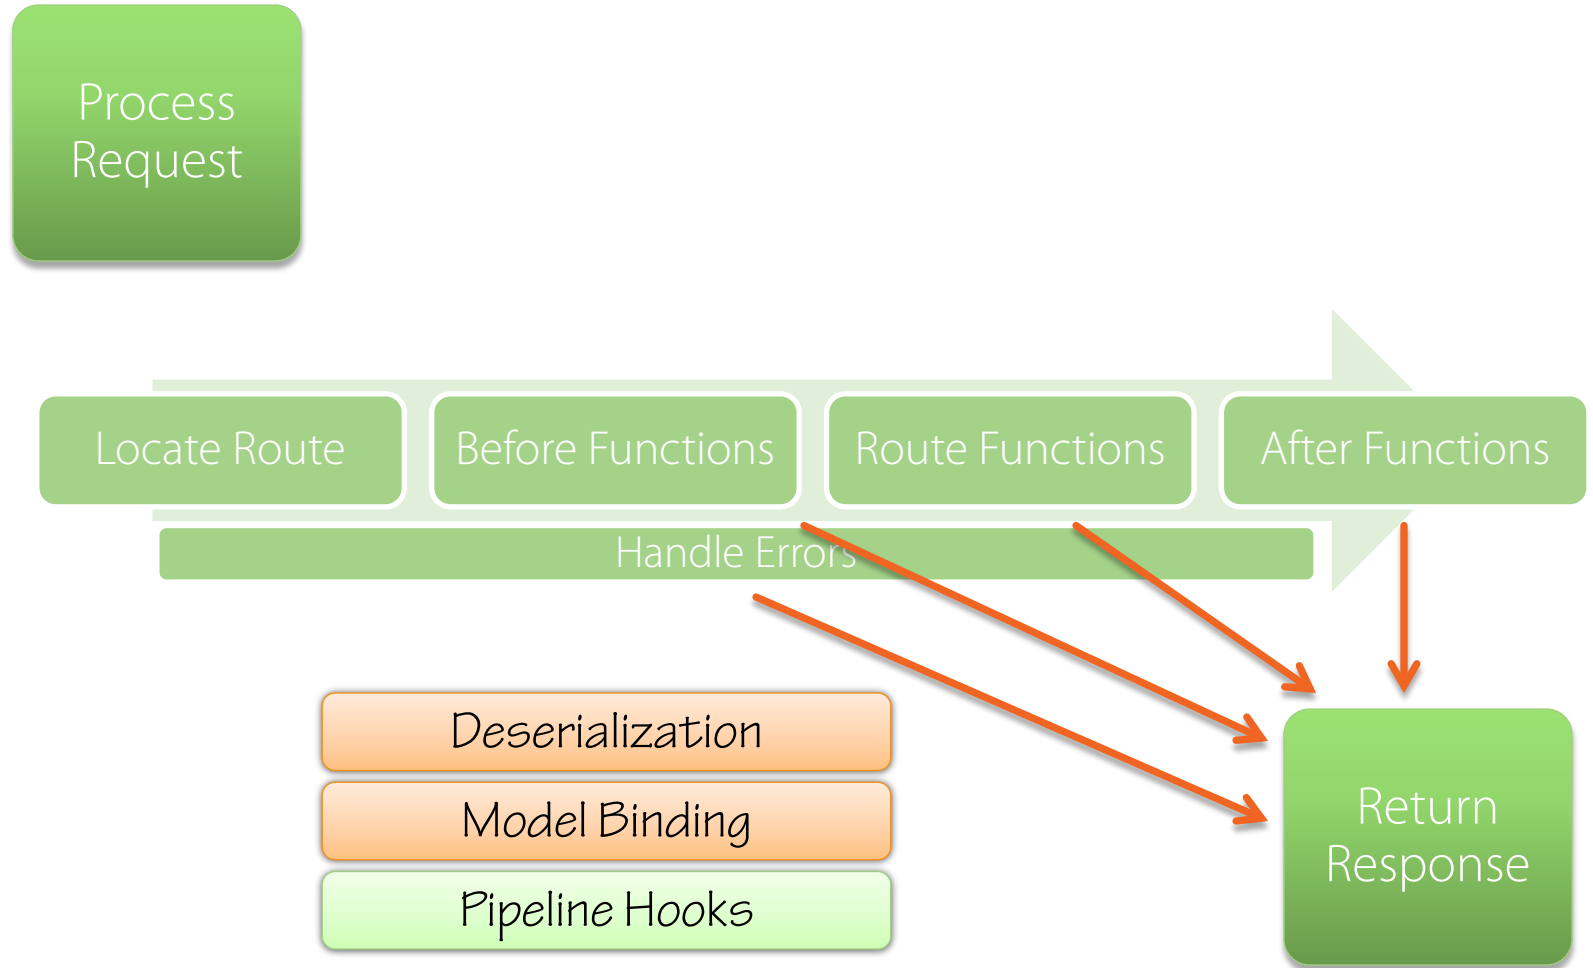 Process
Request
Locate Route
Before Functions
Route Functions
After Functions
Handle Errors
Deserialization
Model Binding
Pipeline Hooks
Return
Response